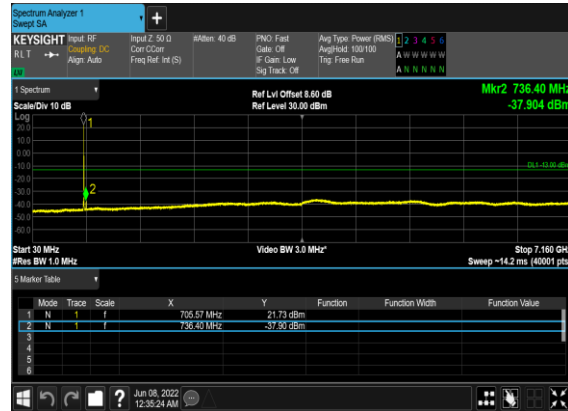 Spectrum Analyzer 1
Swept SA
+
KEYSIGHT Input: RF Input Z: 50 Ω #Atten: 40 dB PNO: Fast Avg Type: Power (RMS) 1 2 3 4 5 6
RLT Coupling: DC Corr CCorr Gate: Off Avg|Hold: 100/100 A W W W W W
Align: Auto Freq Ref: Int (S) IF Gain: Low Trig: Free Run
Sig Track: Off A N N N N N
LW
1 Spectrum Ref Lvl Offset 8.60 dB Mkr2 736.40 MHz
Scale/Div 10 dB Ref Level 30.00 dBm -37.904 dBm
Log
20.0
10.0
0.00
-10.0
-20.0
-30.0
-40.0
-50.0
-60.0
1
DL1 -13.00 dBm
2
Start 30 MHz Video BW 3.0 MHz* Stop 7.160 GHz
#Res BW 1.0 MHz Sweep ~14.2 ms (40001 pts)
5 Marker Table
Mode Trace Scale X Y Function Function Width Function Value
1 N 1 f 705.57 MHz 21.73 dBm
2 N 1 f 736.40 MHz -37.90 dBm
3
4
5
6
? Jun 08, 2022
12:35:24 AM